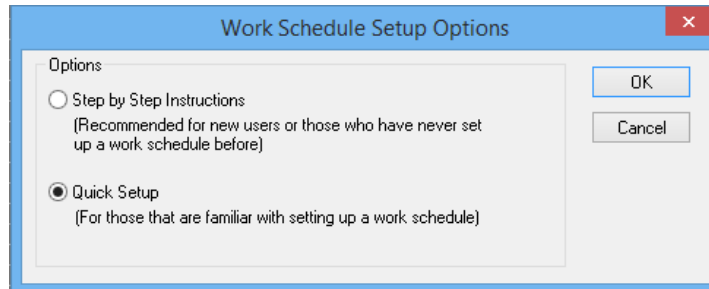 Work Schedule Setup Options
Options
Step by Step Instructions
(Recommended for new users or those who have never set
up a work schedule before)
Quick Setup
(For those that are familiar with setting up a work schedule)
OK
Cancel